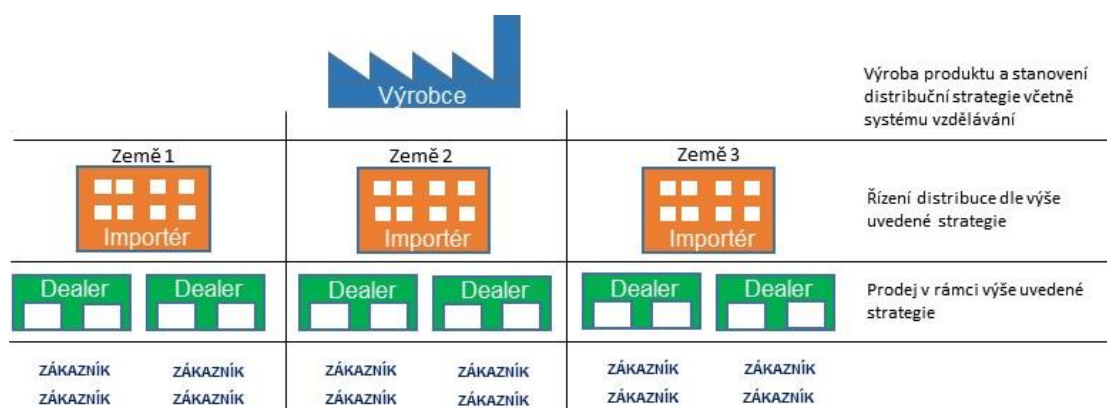 Výrobce
Výroba produktu a stanovení
distribuční strategie včetně
systému vzdělávání
Země 1
Země 2
Země 3
Importér
Importér
Importér
Řízení distribuce dle výše
uvedené strategie
Dealer
Dealer
Dealer
Dealer
Dealer
Dealer
Prodej v rámci výše uvedené
strategie
ZÁKAZNÍK
ZÁKAZNÍK
ZÁKAZNÍK
ZÁKAZNÍK
ZÁKAZNÍK
ZÁKAZNÍK
ZÁKAZNÍK
ZÁKAZNÍK
ZÁKAZNÍK
ZÁKAZNÍK
ZÁKAZNÍK
ZÁKAZNÍK